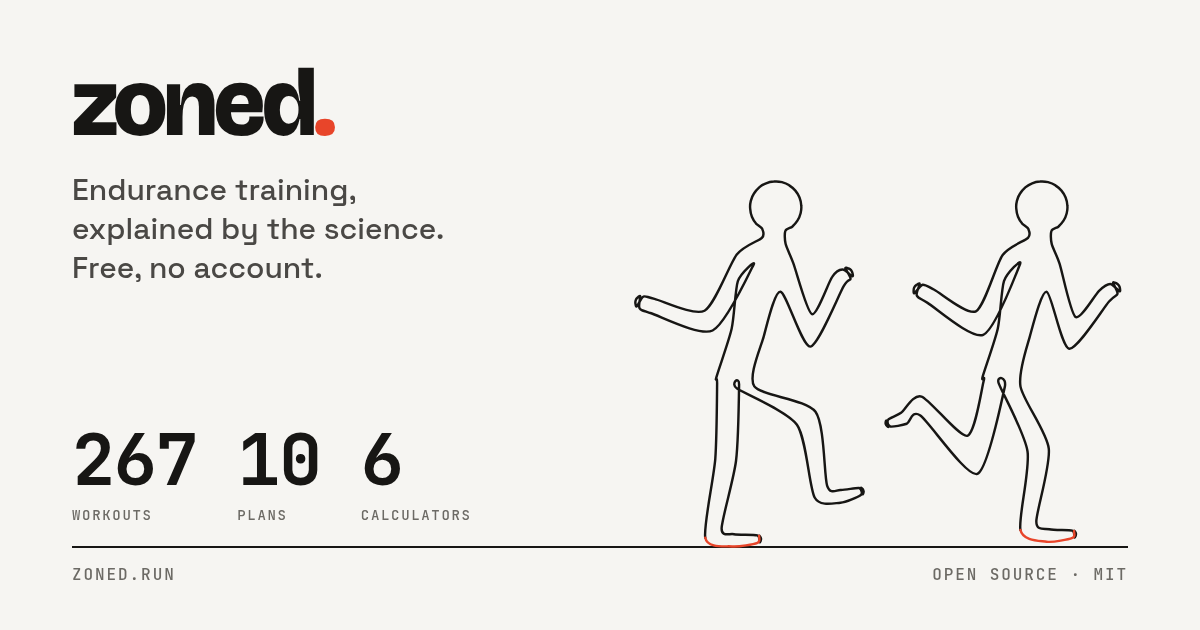 zoned.
Endurance training,
explained by the science.
Free, no account.
267 10 6
WORKOUTS PLANS CALCULATORS
ZONED.RUN OPEN SOURCE · MIT